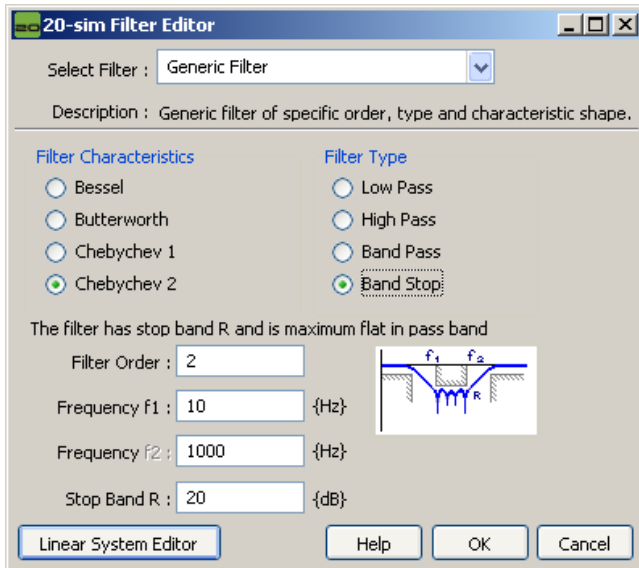 20 20-sim Filter Editor
Select Filter : Generic Filter
Description : Generic filter of specific order, type and characteristic shape.
Filter Characteristics
Bessel
Butterworth
Chebychev 1
Chebychev 2
Filter Type
Low Pass
High Pass
Band Pass
Band Stop
The filter has stop band R and is maximum flat in pass band
Filter Order : 2
Frequency f1 : 10 {Hz}
Frequency f2 : 1000 {Hz}
Stop Band R : 20 {dB}
f1 f2
R
Linear System Editor
Help
OK
Cancel